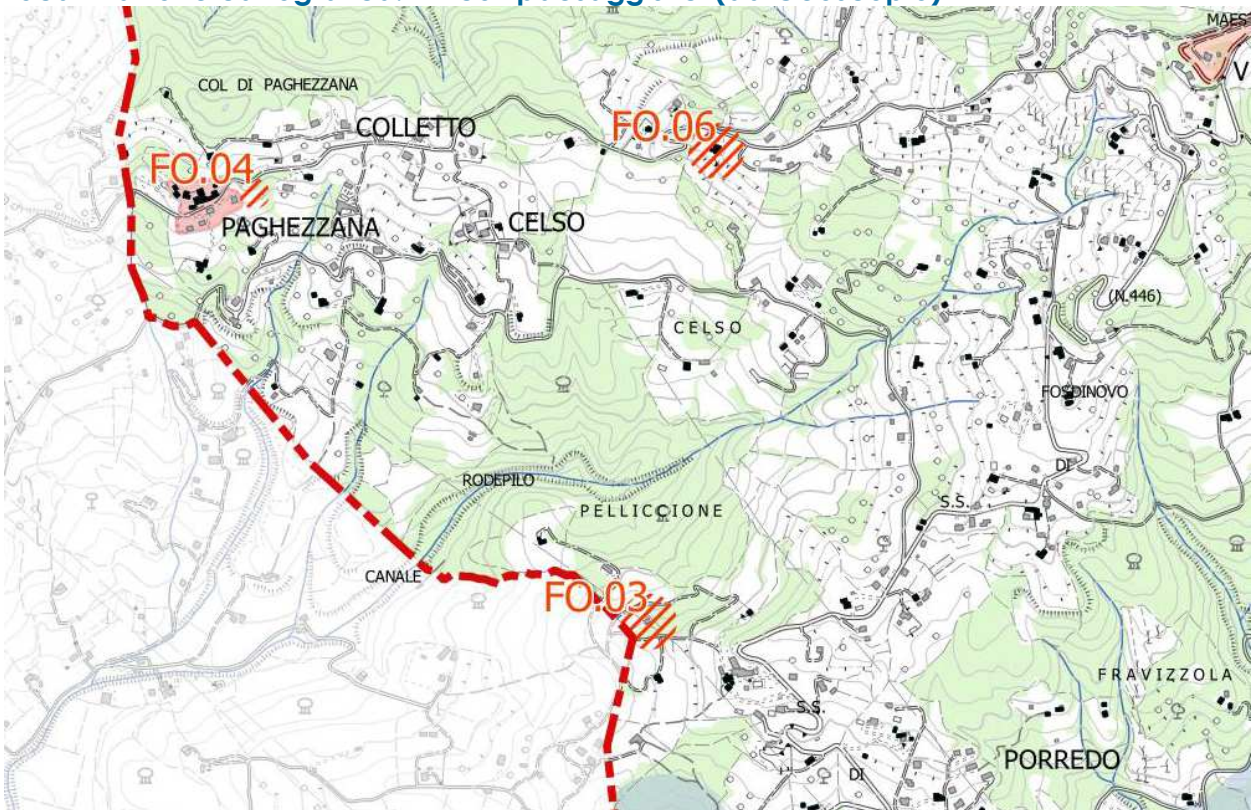 MAES
V
COL DI PAGHEZZANA
COLLETTO
FO.06
FO.04
PAGHEZZANA
CELSO
(N.446)
CELSO
FOSDINOVO
DI
RODEPILO
S.S.
PELLICCIONE
CANALE
FO.03
FRAVIZZOLA
S.S.
PORREDO
DI